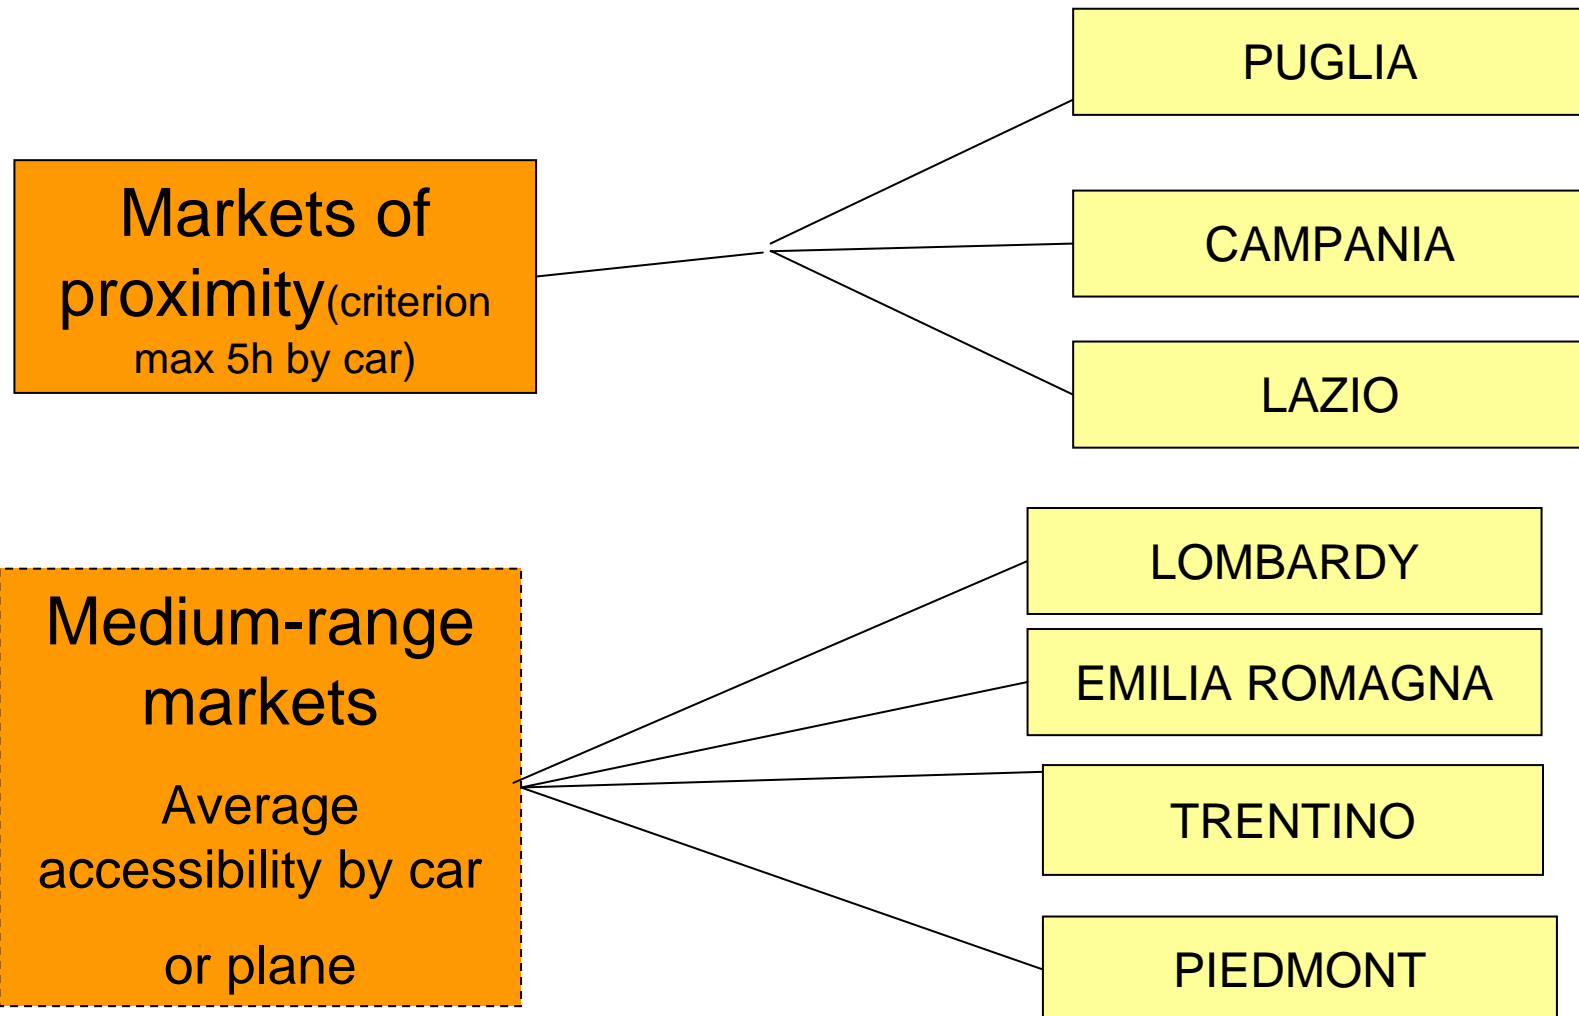 PUGLIA
Markets of
proximity(criterion
max 5h by car)
CAMPANIA
LAZIO
LOMBARDY
Medium-range
markets
Average
accessibility by car
or plane
EMILIA ROMAGNA
TRENTINO
PIEDMONT